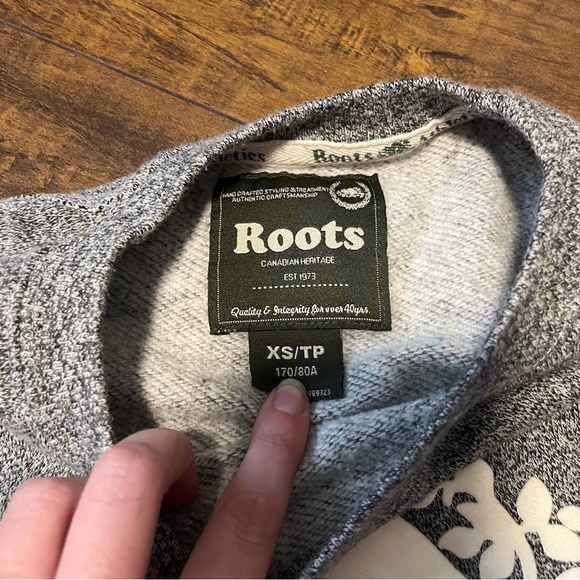 Roots
HAND CRAFTED STYLING & TREATMENT
AUTHENTIC CRAFTSMANSHIP
Roots
CANADIAN HERITAGE
EST 1973
Quality & Integrity for over 40yrs.
XS/TP
170/80A